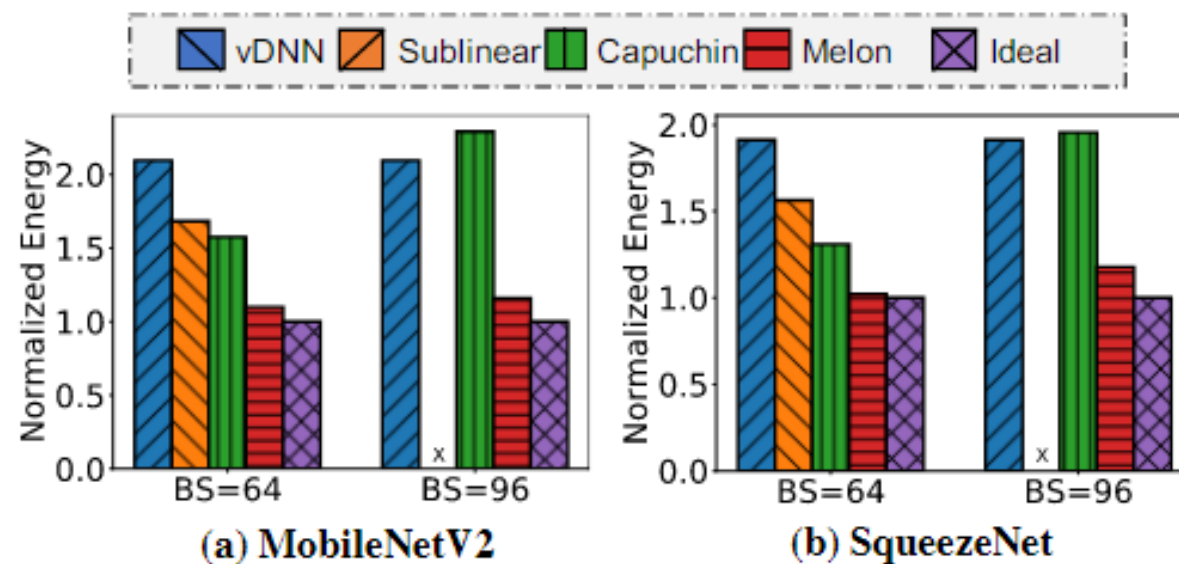 vDNN Sublinear Capuchin Melon Ideal
Normalized Energy
2.0
1.5
1.0
0.5
0.0
x
BS=64 BS=96
(a) MobileNetV2
Normalized Energy
2.0
1.5
1.0
0.5
0.0
x
BS=64 BS=96
(b) SqueezeNet